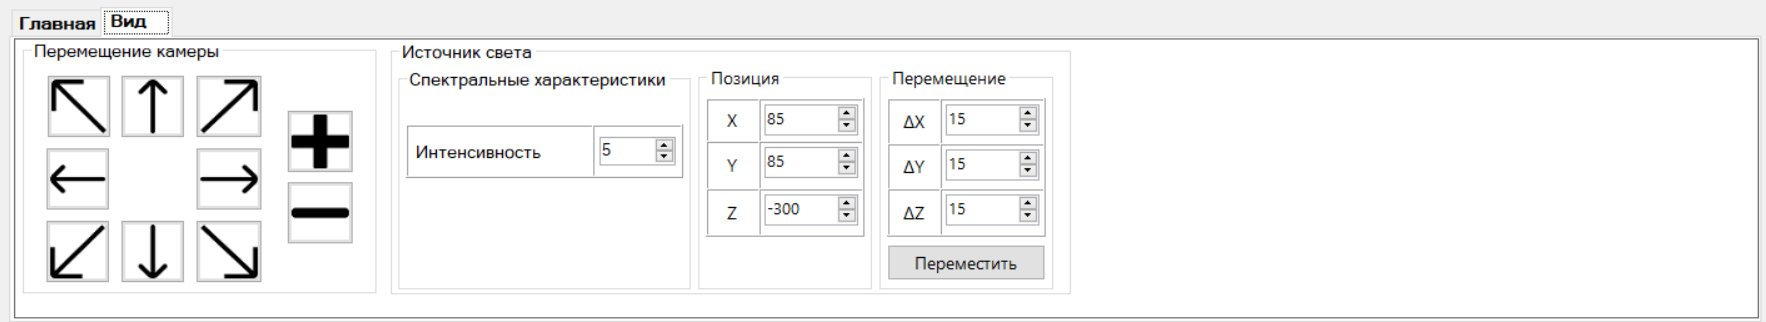 Главная Вид
Перемещение камеры
Источник света
Спектральные характеристики
Интенсивность 5
Позиция
X 85
Y 85
Z -300
Перемещение
ΔX 15
ΔY 15
ΔZ 15
Переместить